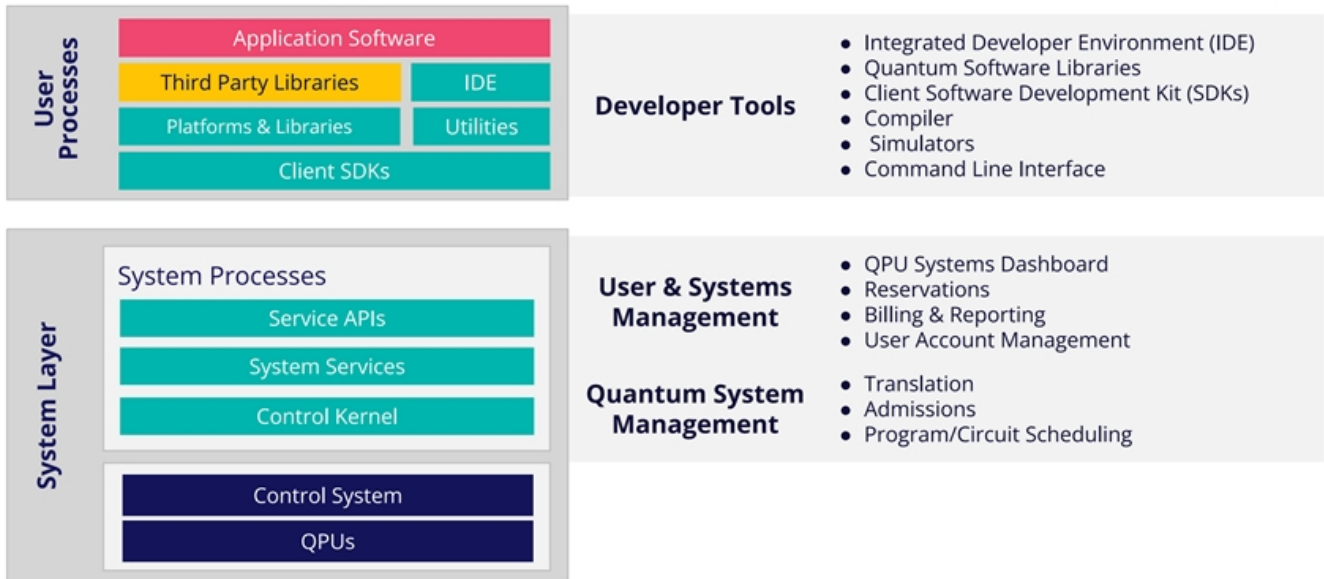 User
Processes
Application Software
Third Party Libraries
IDE
Platforms & Libraries
Utilities
Client SDKs
Developer Tools
● Integrated Developer Environment (IDE)
● Quantum Software Libraries
● Client Software Development Kit (SDKs)
● Compiler
● Simulators
● Command Line Interface
System Layer
System Processes
Service APIs
System Services
Control Kernel
Control System
QPUs
User & Systems
Management
● QPU Systems Dashboard
● Reservations
● Billing & Reporting
● User Account Management
Quantum System
Management
● Translation
● Admissions
● Program/Circuit Scheduling